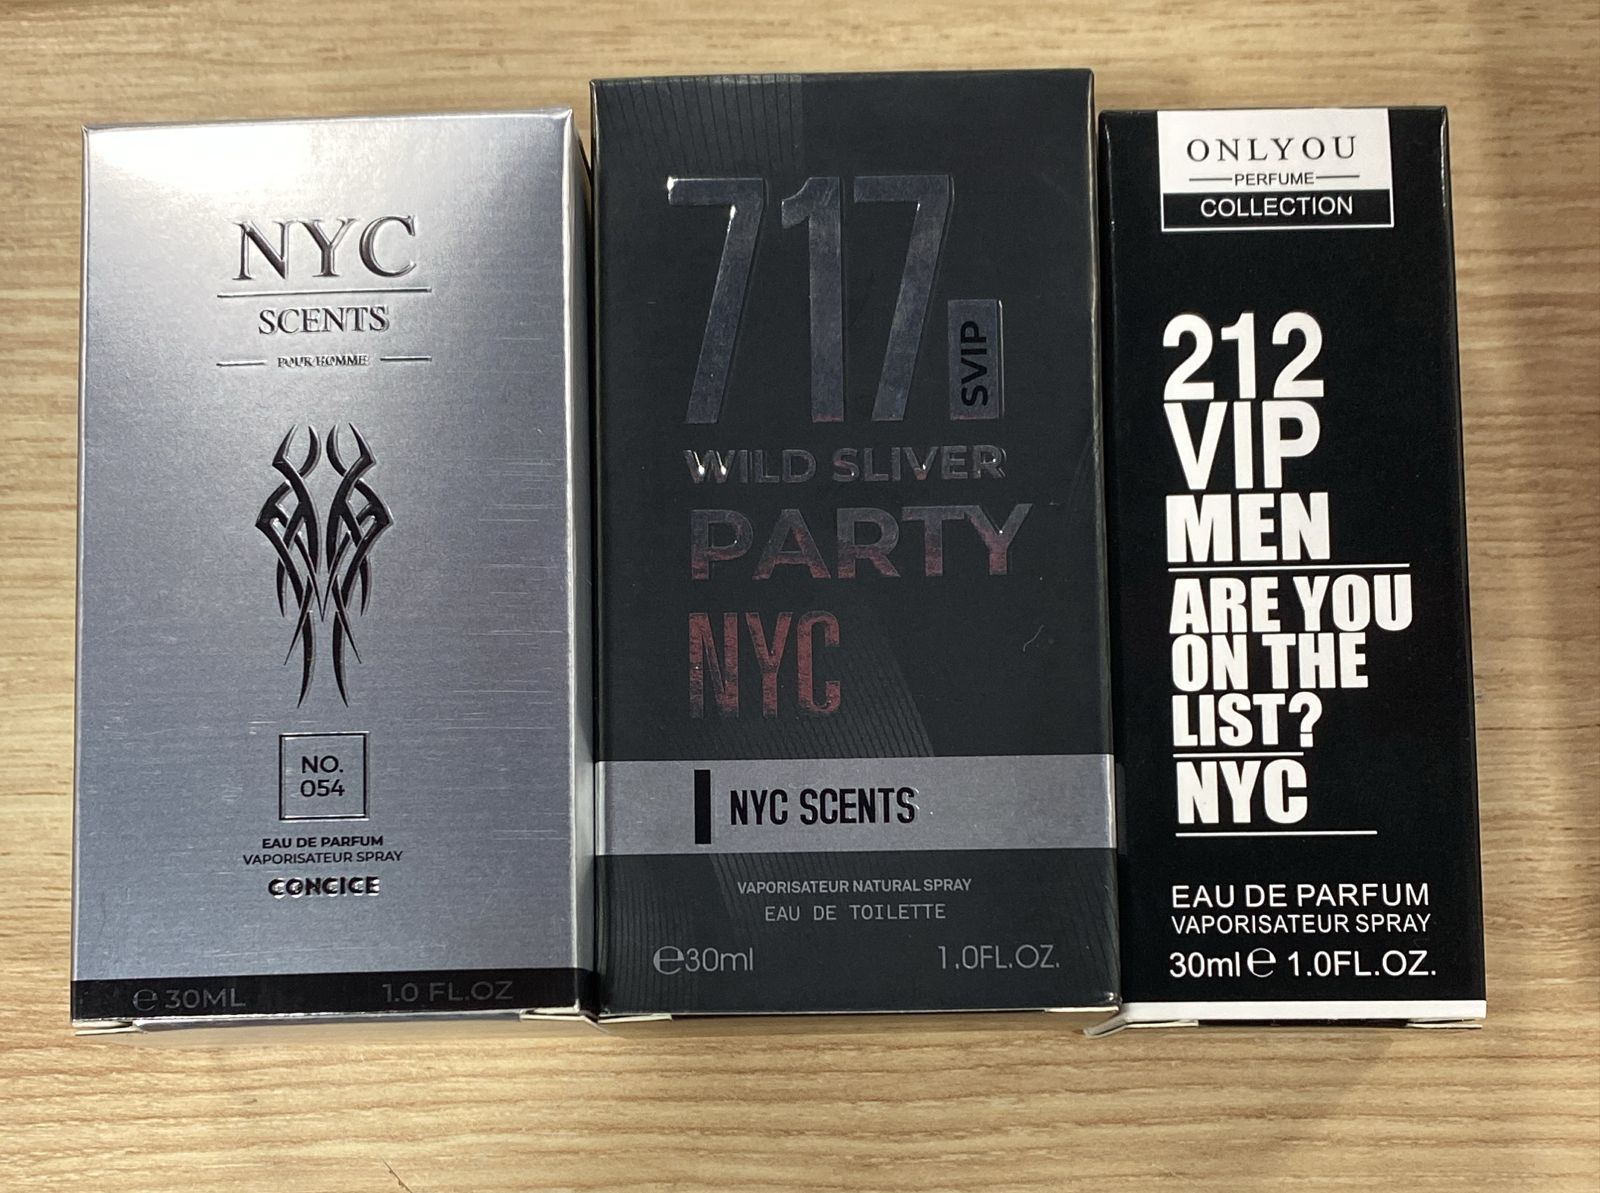 NYC
SCENTS
POUR HOMME
NO.
054
EAU DE PARFUM
VAPORISATEUR SPRAY
CONCICE
e 30ML 1.0 FL.OZ
717
SVIP
WILD SLIVER
PARTY
NYC
NYC SCENTS
VAPORISATEUR NATURAL SPRAY
EAU DE TOILETTE
e30ml 1.0FL.OZ.
ONLYOU
PERFUME
COLLECTION
212
VIP
MEN
ARE YOU
ON THE
LIST?
NYC
EAU DE PARFUM
VAPORISATEUR SPRAY
30ml e 1.0FL.OZ.